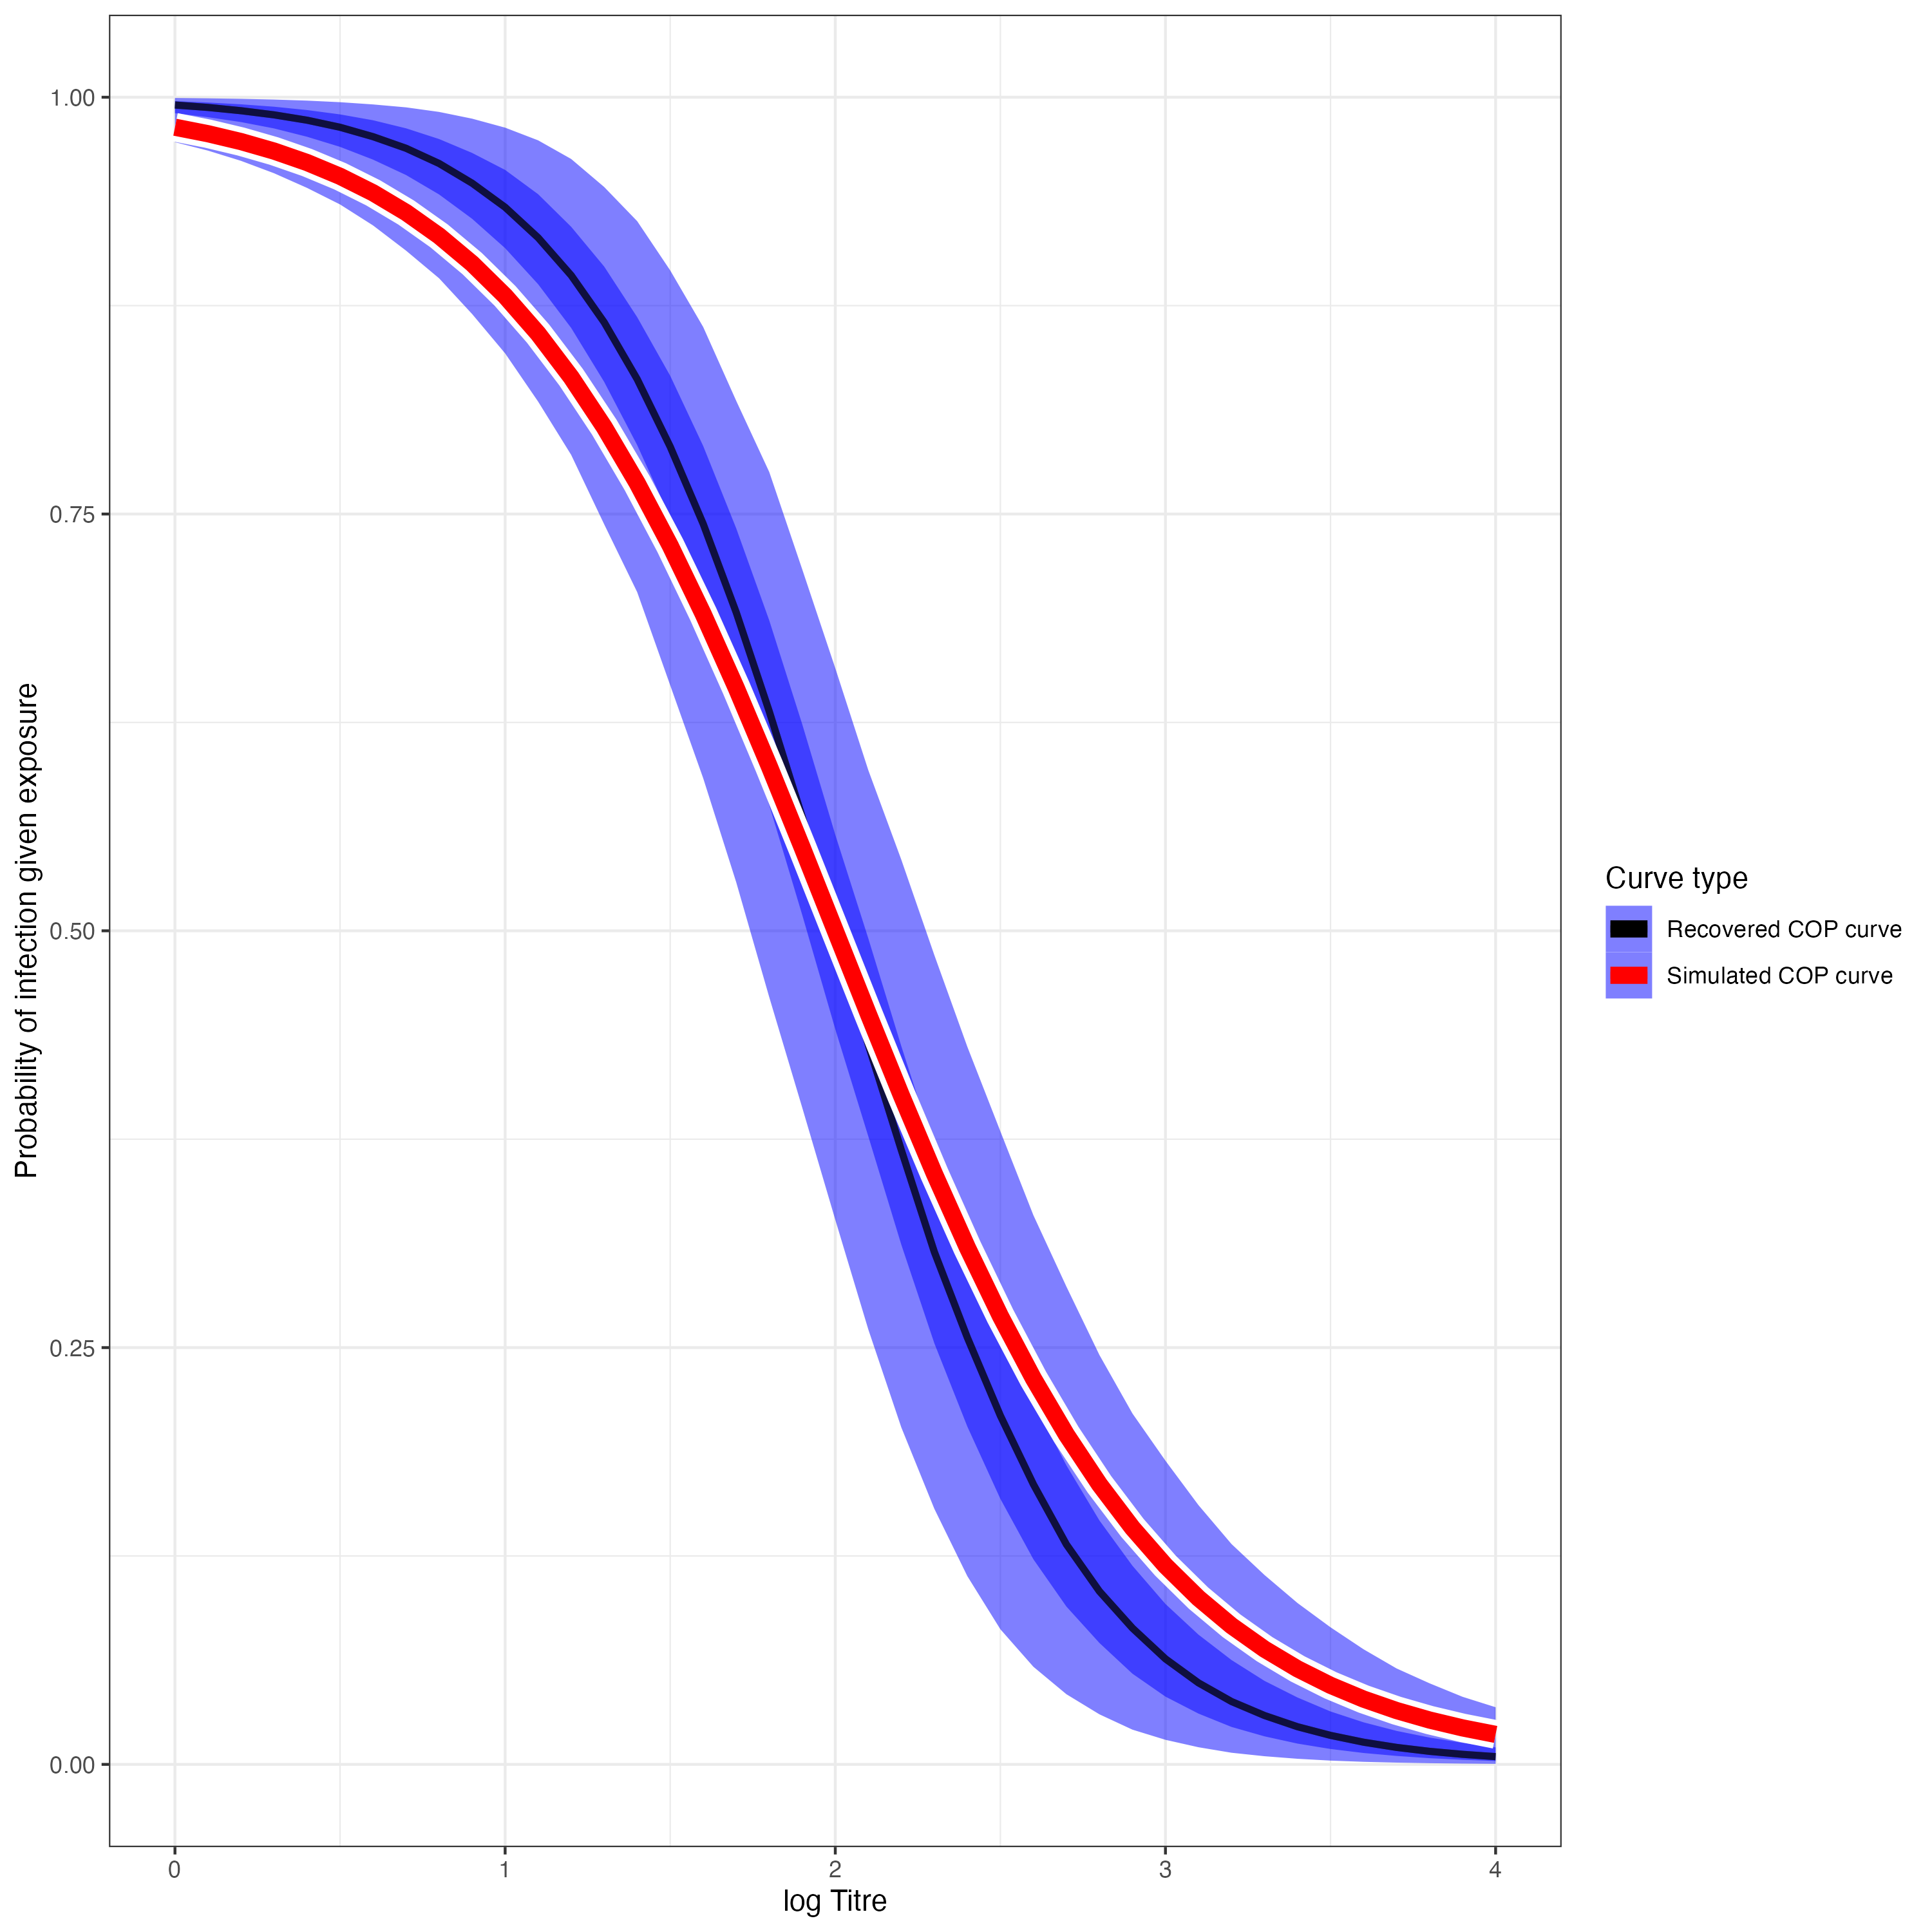 Probability of infection given exposure
1.00
0.75
0.50
0.25
0.00
0 1 2 3 4
log Titre
Curve type
Recovered COP curve
Simulated COP curve